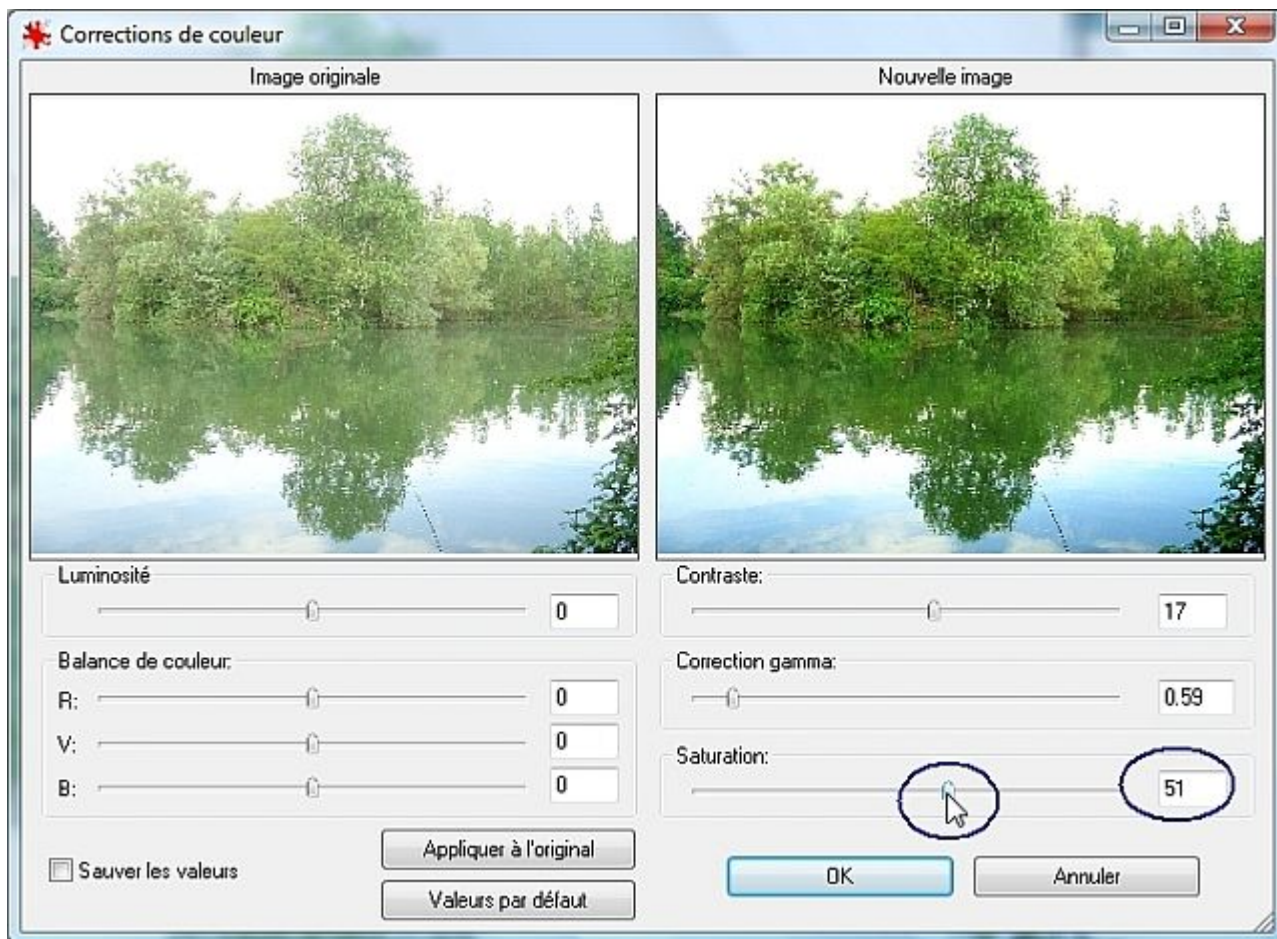 Corrections de couleur
Image originale
Nouvelle image
Luminosité
0
Balance de couleur:
R:
0
V:
0
B:
0
Contraste:
17
Correction gamma:
0.59
Saturation:
51
Sauver les valeurs
Appliquer à l'original
Valeurs par défaut
OK
Annuler